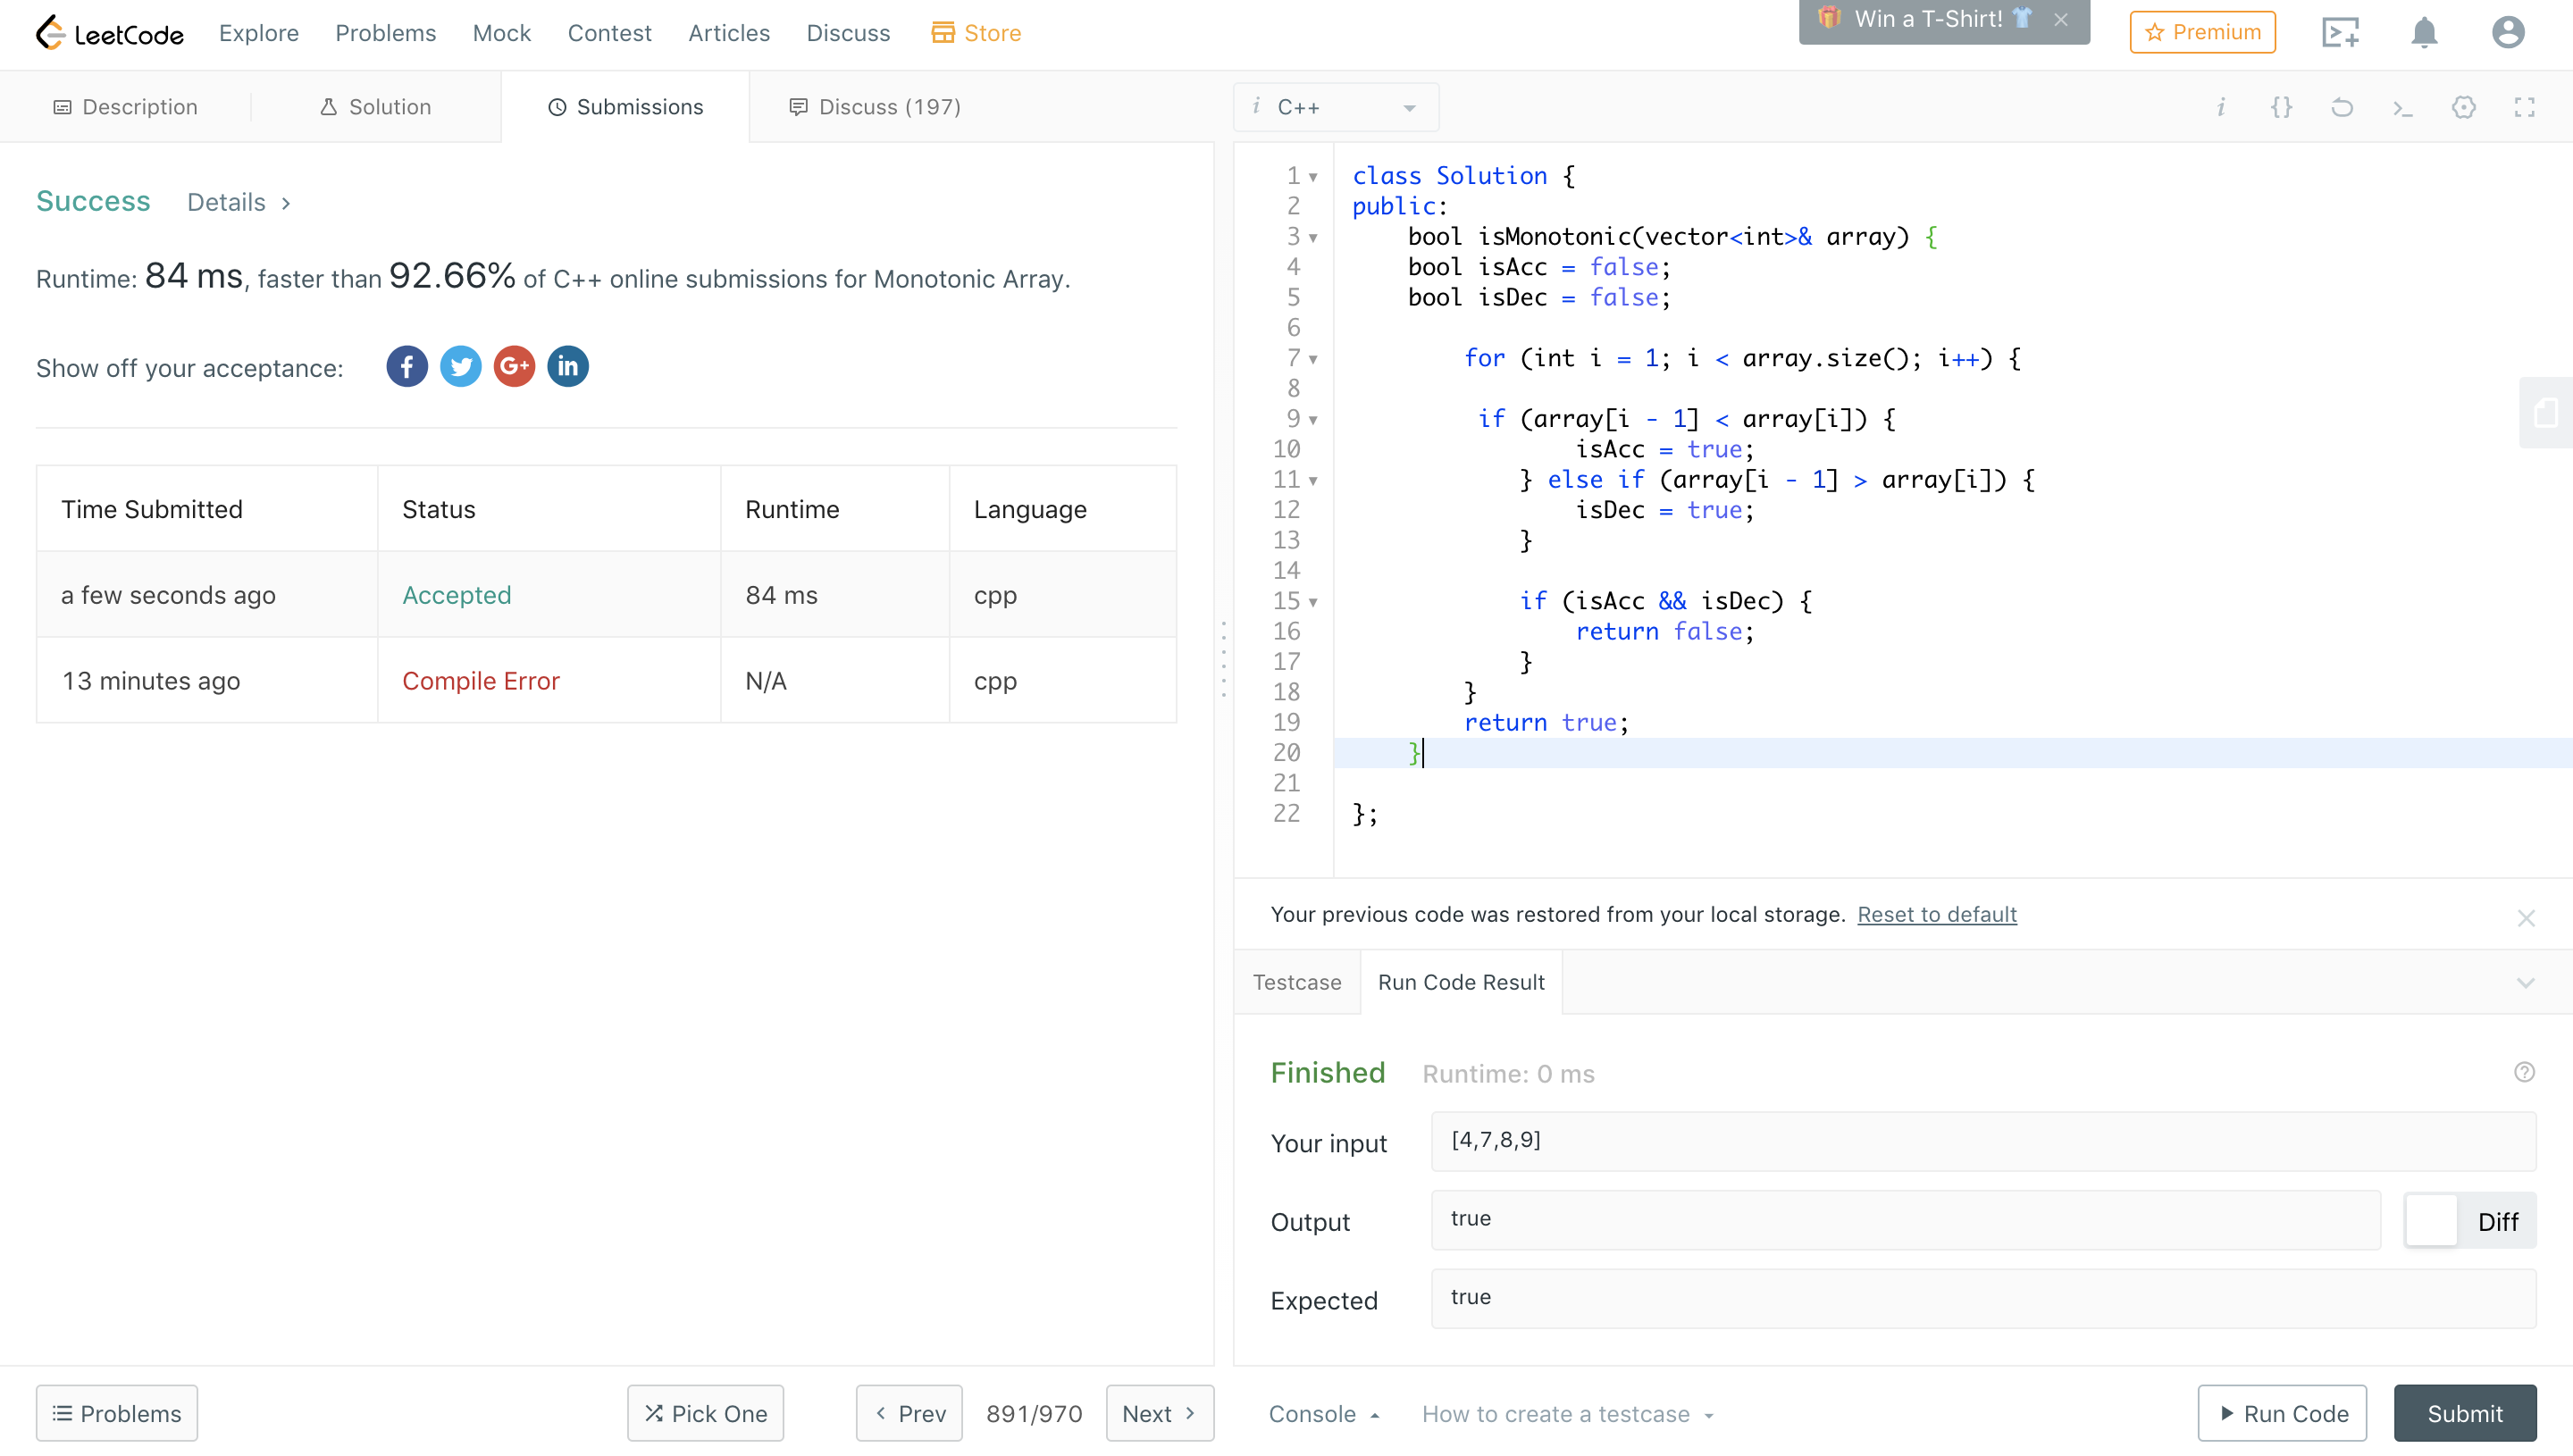 LeetCode Explore Problems Mock Contest Articles Discuss Store Win a T-Shirt! Premium
Description Solution Submissions Discuss (197)
Success Details
Runtime: 84 ms, faster than 92.66% of C++ online submissions for Monotonic Array.
Show off your acceptance: f G+ in
Time Submitted Status Runtime Language
a few seconds ago Accepted 84 ms cpp
13 minutes ago Compile Error N/A cpp
i C++ i {} >_
1 class Solution {
2 public:
3 bool isMonotonic(vector<int>& array) {
4 bool isAcc = false;
5 bool isDec = false;
6
7 for (int i = 1; i < array.size(); i++) {
8
9 if (array[i - 1] < array[i]) {
10 isAcc = true;
11 } else if (array[i - 1] > array[i]) {
12 isDec = true;
13 }
14
15 if (isAcc && isDec) {
16 return false;
17 }
18 }
19 return true;
20 }
21
22 };
Your previous code was restored from your local storage. Reset to default
Testcase Run Code Result
Finished Runtime: 0 ms
Your input [4,7,8,9]
Output true Diff
Expected true
Problems Pick One Prev 891/970 Next Console How to create a testcase Run Code Submit